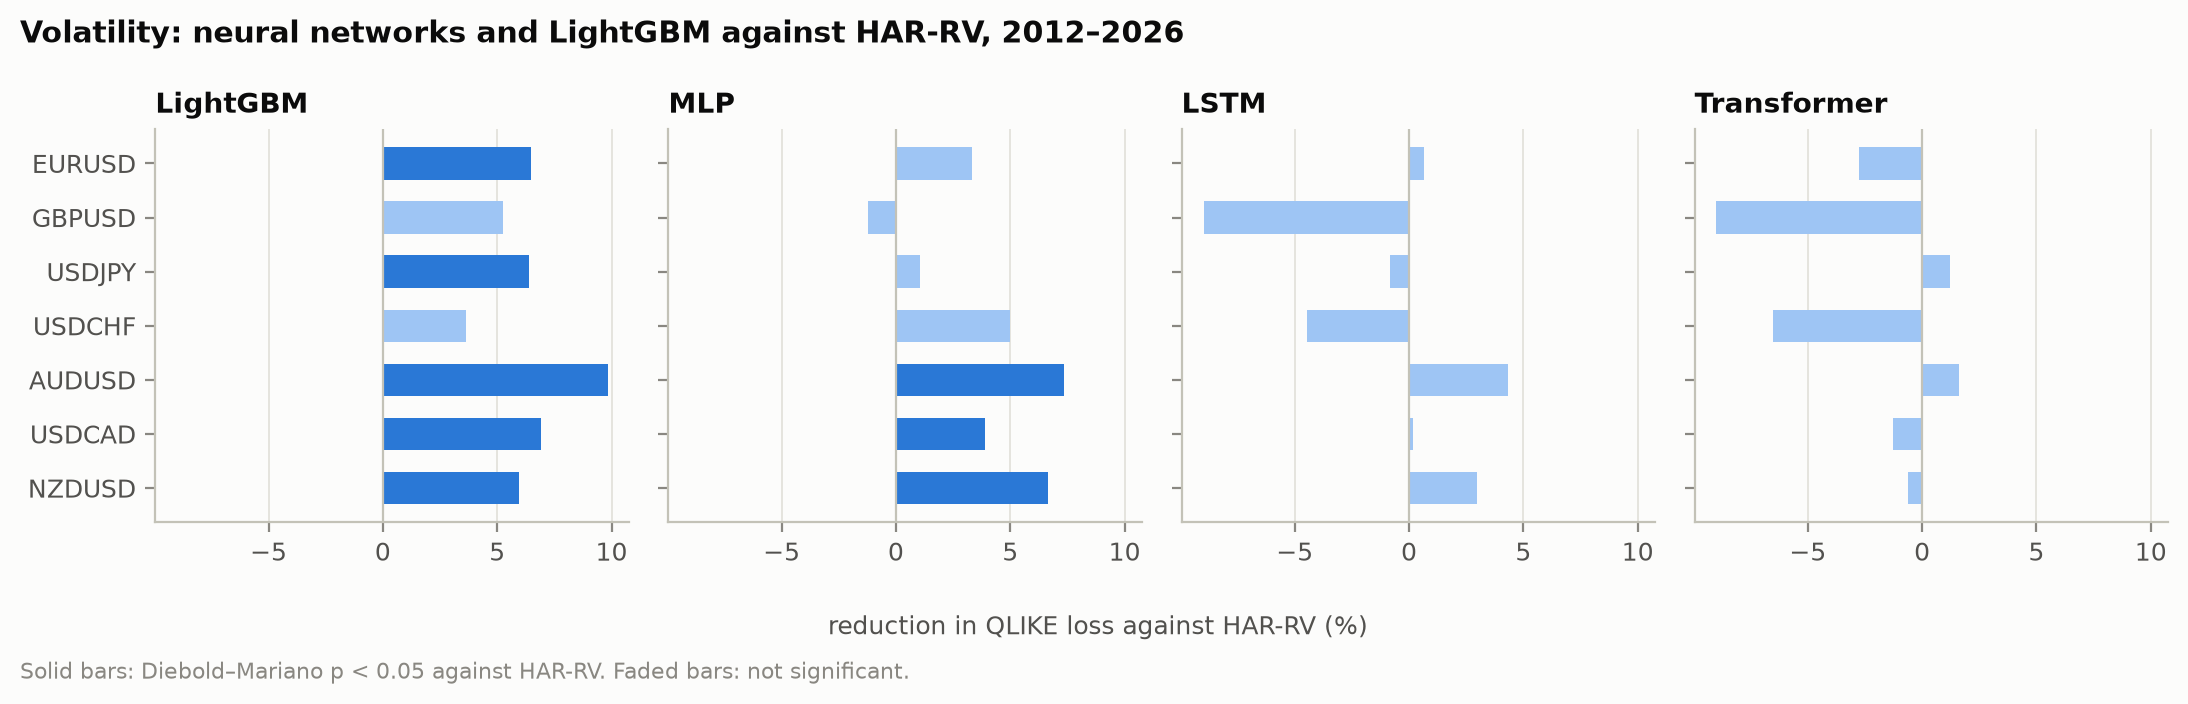 Volatility: neural networks and LightGBM against HAR-RV, 2012–2026
LightGBM
MLP
LSTM
Transformer
EURUSD
GBPUSD
USDJPY
USDCHF
AUDUSD
USDCAD
NZDUSD
−5 0 5 10
−5 0 5 10
−5 0 5 10
−5 0 5 10
reduction in QLIKE loss against HAR-RV (%)
Solid bars: Diebold–Mariano p < 0.05 against HAR-RV. Faded bars: not significant.